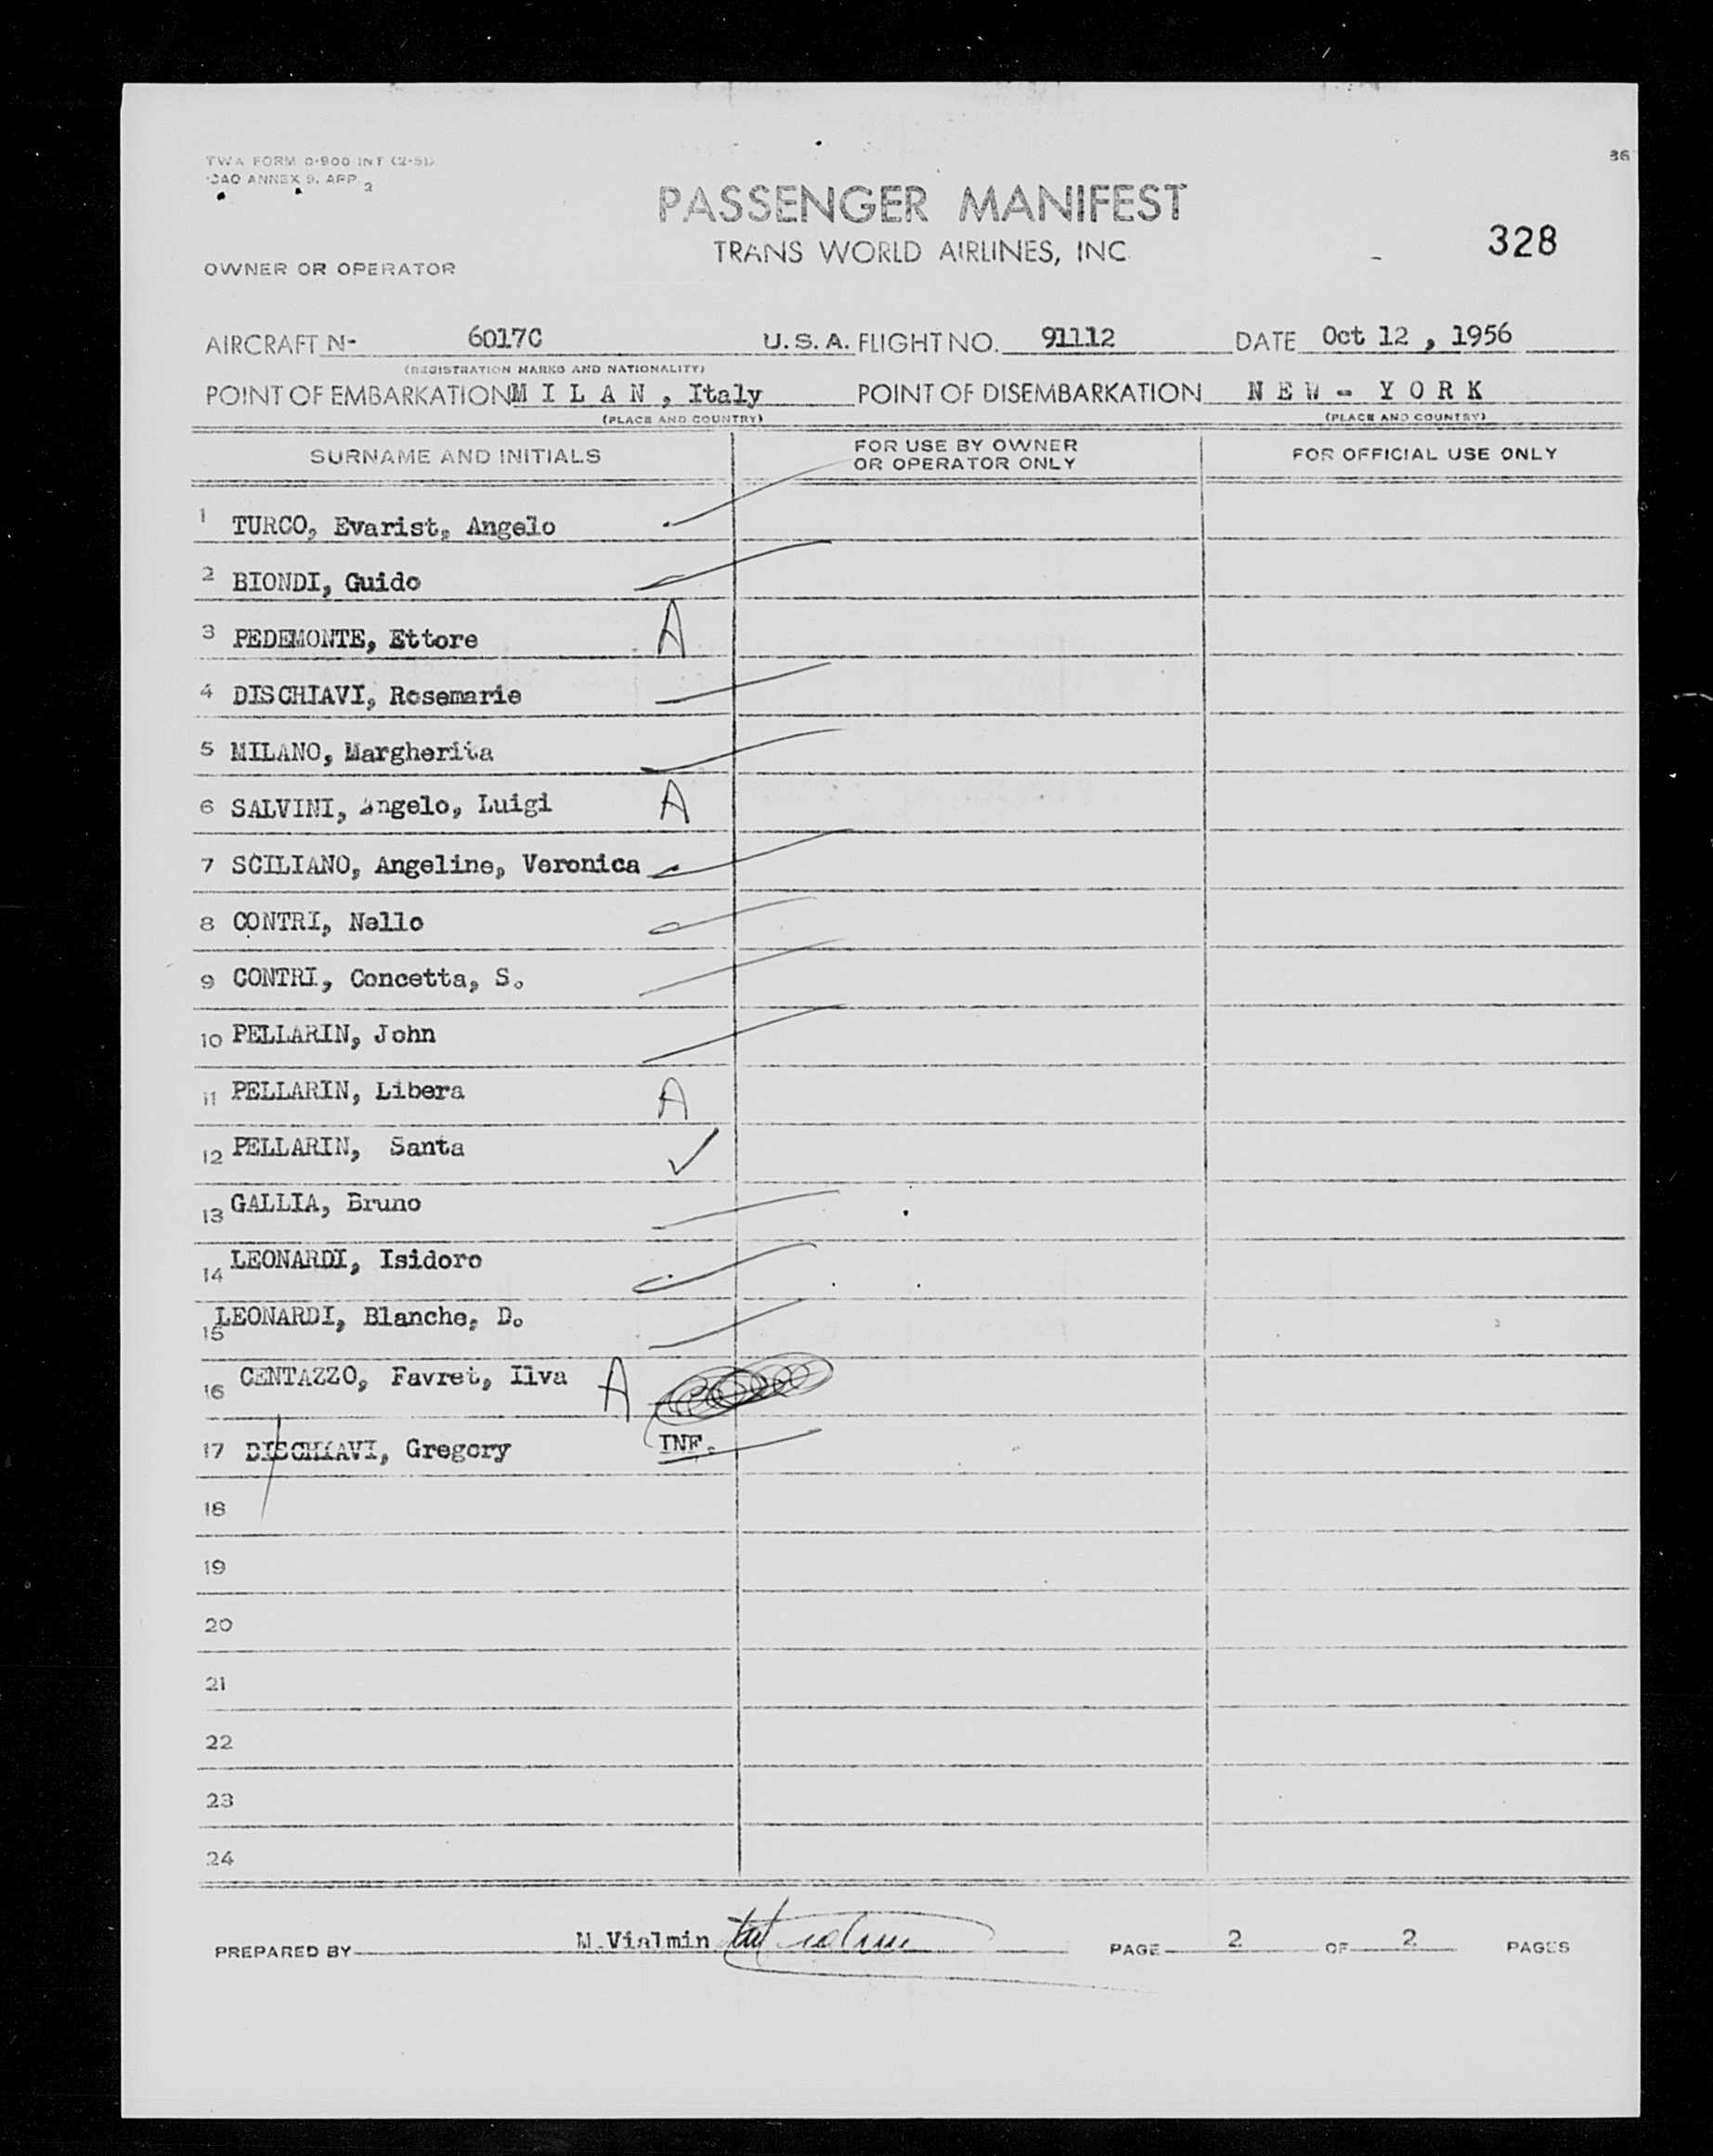 TWA FORM 0-900 INT (2-51)
ICAO ANNEX 9. APP. 2
36
PASSENGER MANIFEST
328
TRANS WORLD AIRLINES, INC.
OWNER OR OPERATOR
AIRCRAFT N- 6017C U. S. A. FLIGHT NO. 91112 DATE Oct 12 , 1956
(REGISTRATION MARKS AND NATIONALITY)
POINT OF EMBARKATION M I L A N , Italy POINT OF DISEMBARKATION N E W - Y O R K
(PLACE AND COUNTRY) (PLACE AND COUNTRY)
SURNAME AND INITIALS FOR USE BY OWNER OR OPERATOR ONLY FOR OFFICIAL USE ONLY
1 TURCO, Evarist, Angelo
2 BIONDI, Guido
3 PEDEMONTE, Ettore A
4 DISCHIAVI, Rosemarie
5 MILANO, Margherita
6 SALVINI, Angelo, Luigi A
7 SCILIANO, Angeline, Veronica
8 CONTRI, Nello
9 CONTRI, Concetta, S.
10 PELLARIN, John
11 PELLARIN, Libera A
12 PELLARIN, Santa ✓
13 GALLIA, Bruno
14 LEONARDI, Isidoro
15 LEONARDI, Blanche, D.
16 CENTAZZO, Favret, Ilva A
17 DISCHIAVI, Gregory INF.
18
19
20
21
22
23
24
PREPARED BY M.Vialmin PAGE 2 OF 2 PAGES